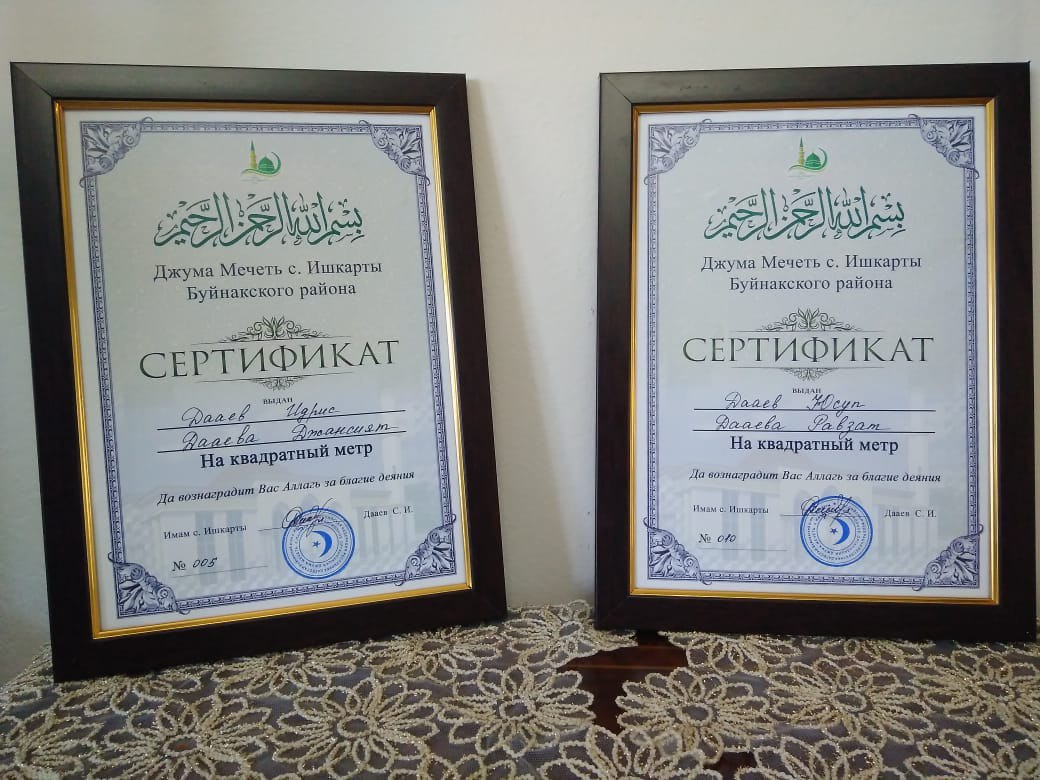 بسم الله الرحمن الرحيم
Джума Мечеть с. Ишкарты
Буйнакского района
СЕРТИФИКАТ
ВЫДАН
Дааев Идрис
Дааева Джансият
На квадратный метр
Да вознаградит Вас Аллагь за благие деяния
Имам с. Ишкарты Дааев С. И.
№ 005
بسم الله الرحمن الرحيم
Джума Мечеть с. Ишкарты
Буйнакского района
СЕРТИФИКАТ
ВЫДАН
Дааев Юсуп
Дааева Равзат
На квадратный метр
Да вознаградит Вас Аллагь за благие деяния
Имам с. Ишкарты Дааев С. И.
№ 010